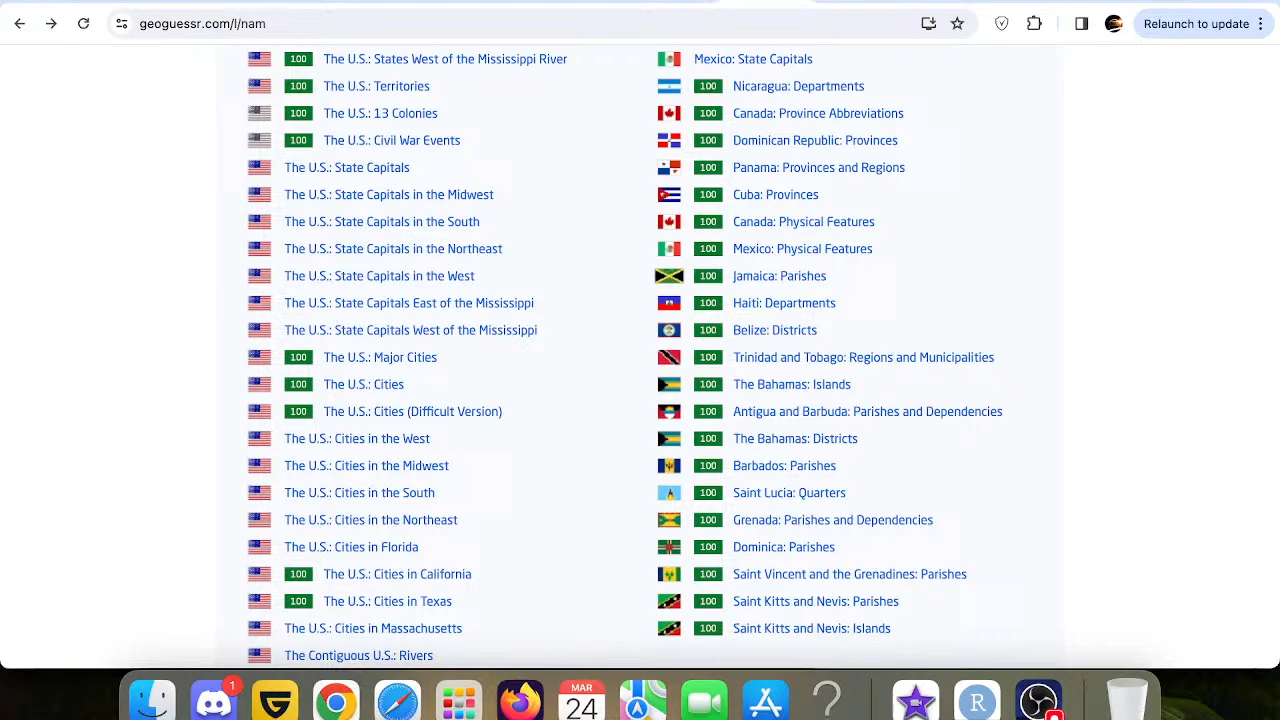 geoguessr.com/l/nam
Relaunch to update
100 The U.S.: States West of the Mississippi River
100 The U.S.: Territories
100 The U.S.: 13 Colonies
100 The U.S.: Civil War Fronts
The U.S.: State Capitals
The U.S.: State Capitals in the Midwest
The U.S.: State Capitals in the South
The U.S.: State Capitals in the Northeast
The U.S.: State Capitals in the West
The U.S.: State Capitals East of the Mississippi
The U.S.: State Capitals West of the Mississippi
100 The U.S.: Major Cities
100 The U.S.: Cities
100 The U.S.: Cities (Difficult Version)
The U.S.: Cities in the West
The U.S.: Cities in the Midwest
The U.S.: Cities in the South
The U.S.: Cities in the Northeast
The U.S.: Cities in Florida
100 The U.S.: Cities in California
100 The U.S.: Cities in Texas
The U.S.: Cities in Massachusetts
The Contiguous U.S.: Rivers
Mexico: State Capitals
100 Nicaragua: Departments
100 Canada: Province Abbreviations
100 Dominican Republic: Provinces
100 Panama: Provinces and Regions
100 Cuba: Provinces
100 Canada: Physical Features
100 Mexico: Physical Features
100 Jamaica: Parishes
100 Haiti: Departments
100 Belize: Districts
100 Trinidad and Tobago: Regions and Municipalities
100 The Bahamas: Islands
100 Antigua and Barbuda: Parishes and Dependencies
100 The Bahamas: Districts
100 Barbados: Parishes
100 Saint Lucia: Quarters
100 Grenada: Parishes and Dependencies
100 Dominica: Parishes
100 Saint Vincent and the Grenadines: Parishes
100 Saint Kitts and Nevis: Parishes
100 Saint Kitts and Nevis: Islands
1
MAR
24
?
R